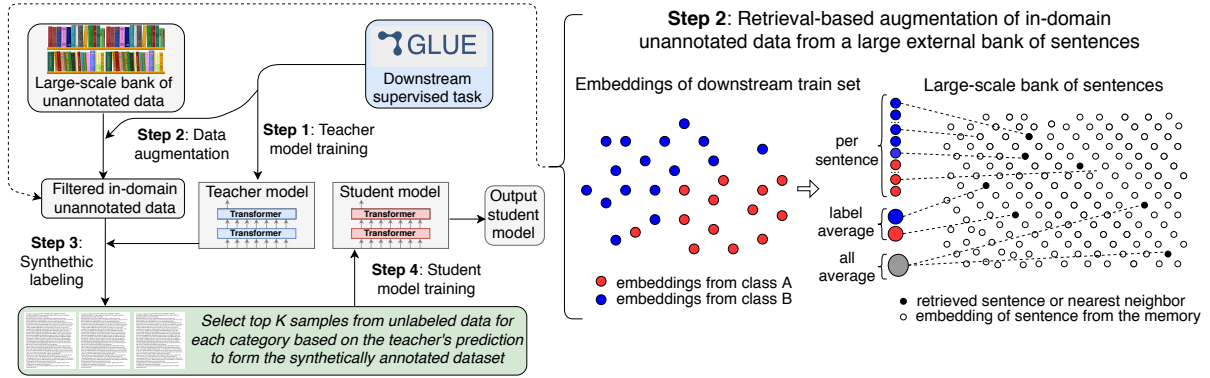 Large-scale bank of
unannotated data
GLUE
Downstream
supervised task
Step 2: Data
augmentation
Step 1: Teacher
model training
Filtered in-domain
unannotated data
Teacher model
Transformer
Transformer
Student model
Transformer
Transformer
Output
student
model
Step 3:
Synthethic
labeling
Step 4: Student
model training
Select top K samples from unlabeled data for
each category based on the teacher's prediction
to form the synthetically annotated dataset
Step 2: Retrieval-based augmentation of in-domain
unannotated data from a large external bank of sentences
Embeddings of downstream train set
embeddings from class A
embeddings from class B
Large-scale bank of sentences
per
sentence
label
average
all
average
retrieved sentence or nearest neighbor
embedding of sentence from the memory